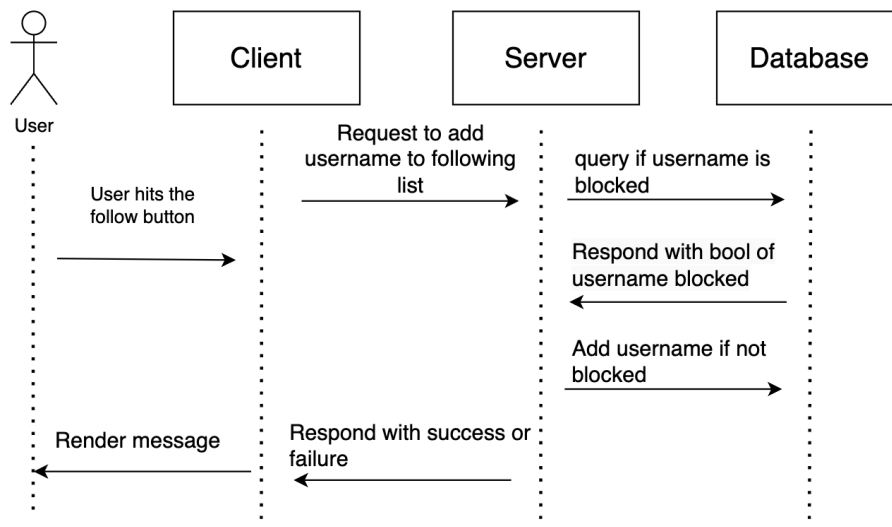 Client
Server
Database
User
Request to add
username to following
list
query if username is
blocked
User hits the
follow button
Respond with bool of
username blocked
Add username if not
blocked
Respond with success or
failure
Render message